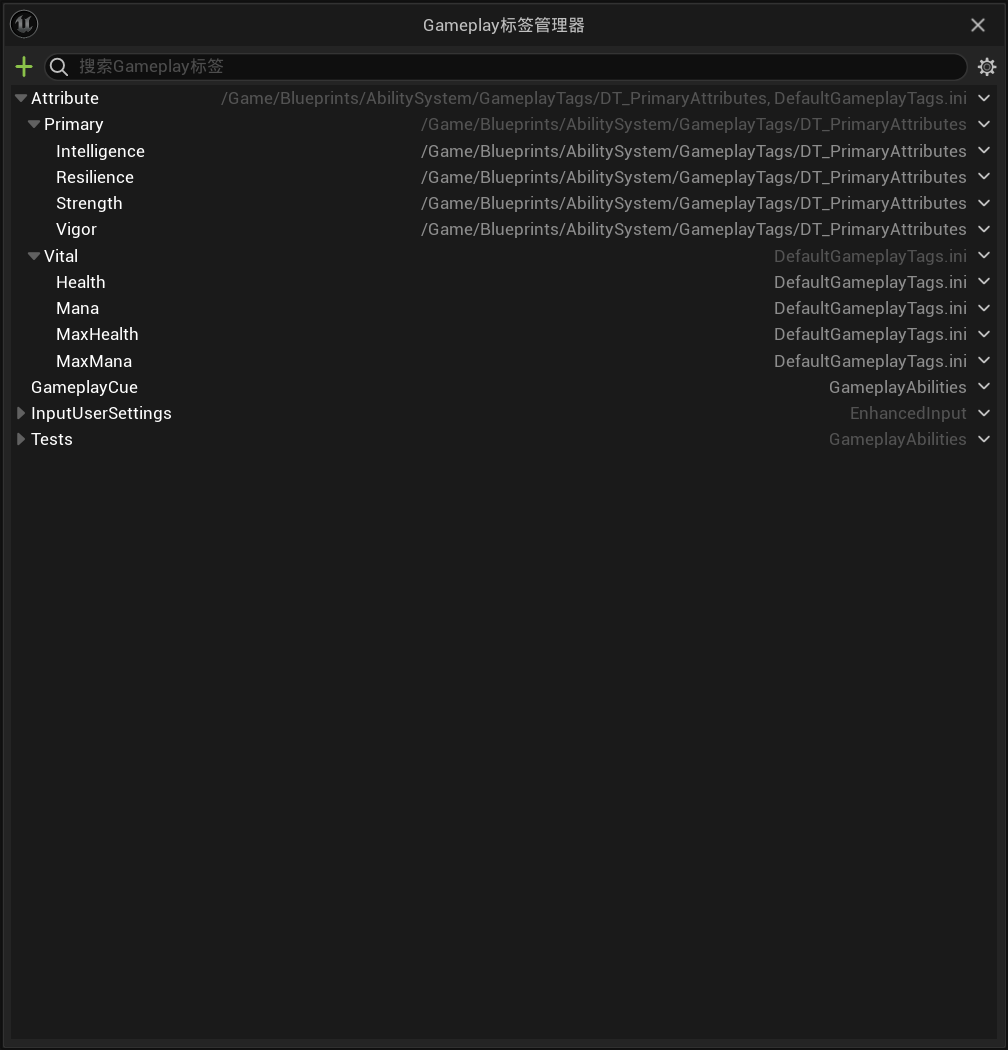 Gameplay标签管理器
搜索Gameplay标签
Attribute /Game/Blueprints/AbilitySystem/GameplayTags/DT_PrimaryAttributes, DefaultGameplayTags.ini
Primary /Game/Blueprints/AbilitySystem/GameplayTags/DT_PrimaryAttributes
Intelligence /Game/Blueprints/AbilitySystem/GameplayTags/DT_PrimaryAttributes
Resilience /Game/Blueprints/AbilitySystem/GameplayTags/DT_PrimaryAttributes
Strength /Game/Blueprints/AbilitySystem/GameplayTags/DT_PrimaryAttributes
Vigor /Game/Blueprints/AbilitySystem/GameplayTags/DT_PrimaryAttributes
Vital DefaultGameplayTags.ini
Health DefaultGameplayTags.ini
Mana DefaultGameplayTags.ini
MaxHealth DefaultGameplayTags.ini
MaxMana DefaultGameplayTags.ini
GameplayCue GameplayAbilities
InputUserSettings EnhancedInput
Tests GameplayAbilities